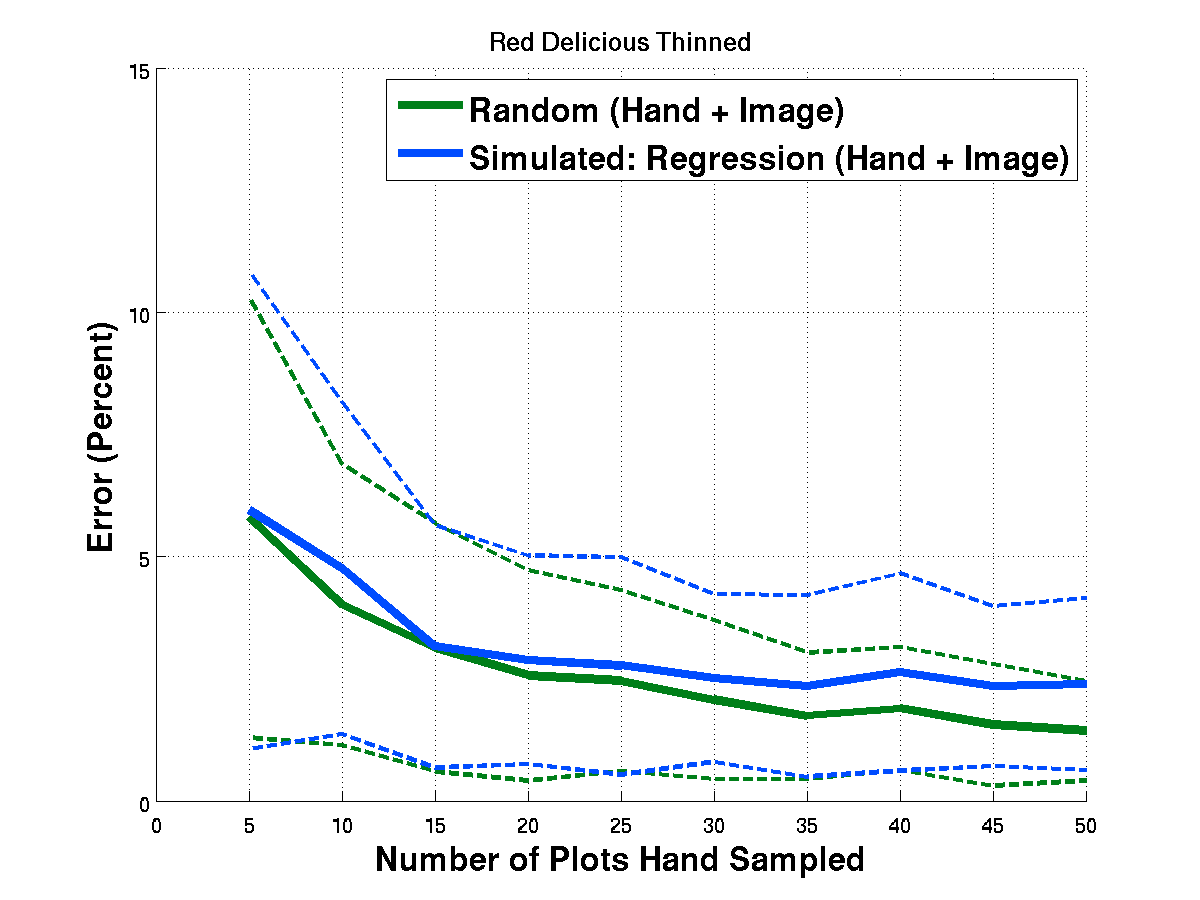 Red Delicious Thinned
Random (Hand + Image)
Simulated: Regression (Hand + Image)
15
10
5
0
Error (Percent)
0 5 10 15 20 25 30 35 40 45 50
Number of Plots Hand Sampled